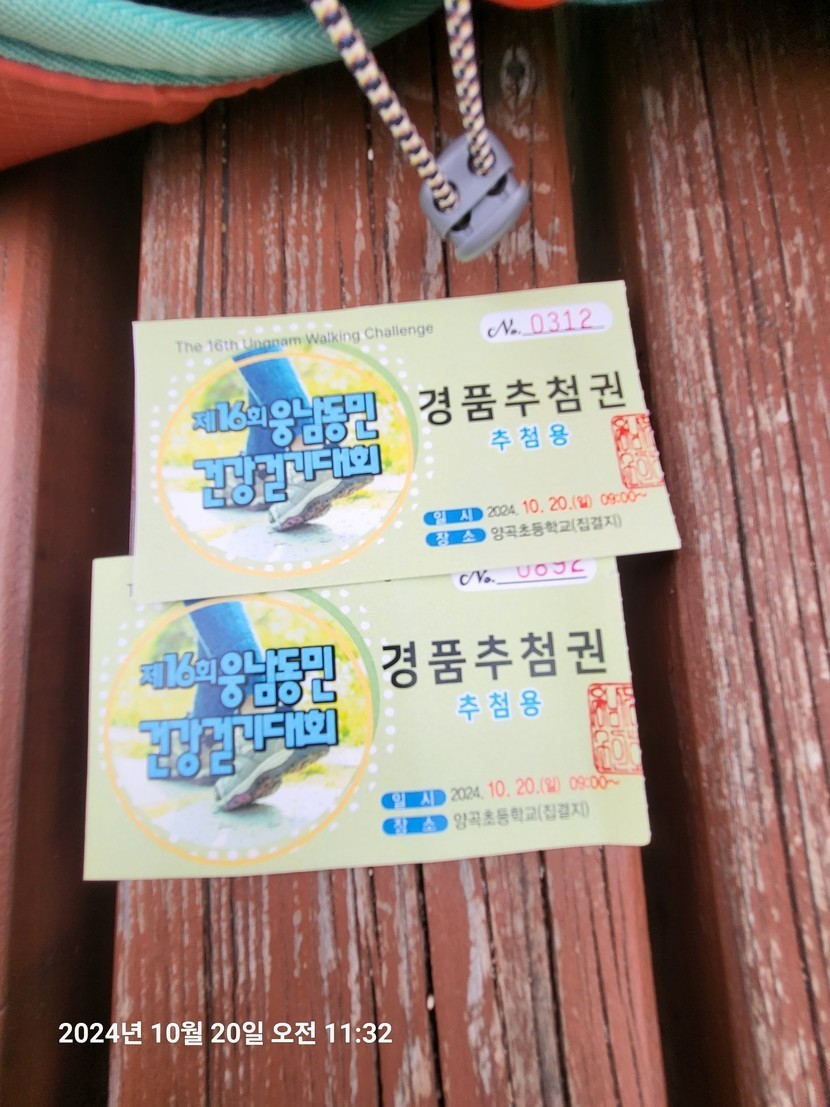 The 16th Ungnam Walking Challenge
No. 0312
제16회 웅남동민
건강걷기대회
경품추첨권
추첨용
일 시 2024. 10. 20.(일) 09:00~
장 소 양곡초등학교(집결지)
No. 0892
제16회 웅남동민
건강걷기대회
경품추첨권
추첨용
일 시 2024. 10. 20.(일) 09:00~
장 소 양곡초등학교(집결지)
2024년 10월 20일 오전 11:32